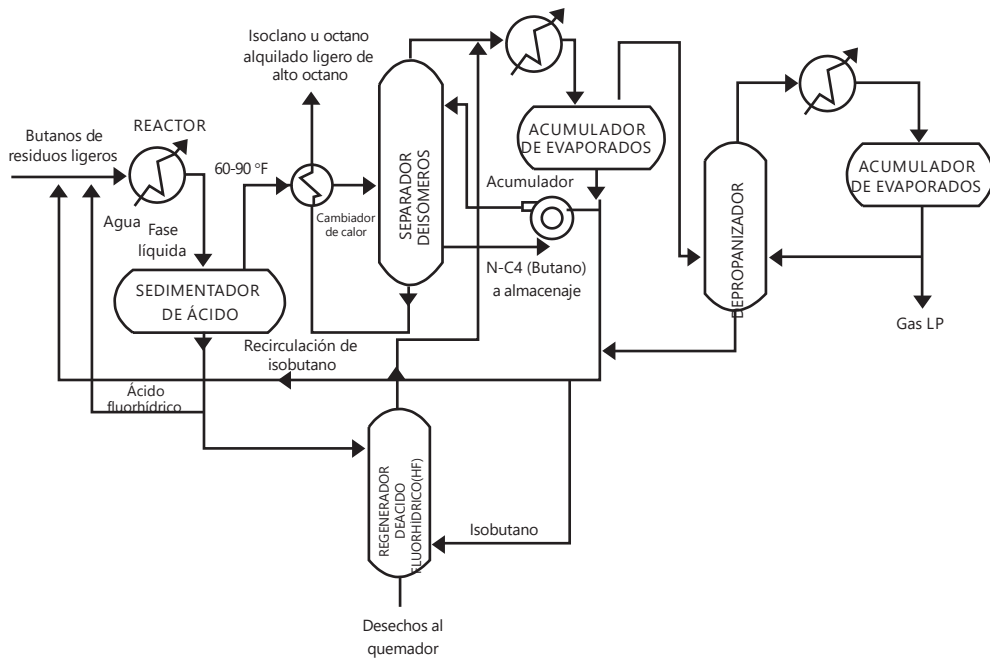 Isoclano u octano
alquilado ligero de
alto octano
Butanos de
residuos ligeros
REACTOR
60-90 °F
Agua
Fase
líquida
SEDIMENTADOR
DE ÁCIDO
Cambiador
de calor
SEPARADOR
DEISÓMEROS
ACUMULADOR
DE EVAPORADOS
Acumulador
N-C4 (Butano)
a almacenaje
DEPROPANIZADOR
ACUMULADOR
DE EVAPORADOS
Gas LP
Recirculación de
isobutano
Ácido
fluorhídrico
REGENERADOR
DEACIDO
FLUORHÍDRICO(HF)
Isobutano
Desechos al
quemador